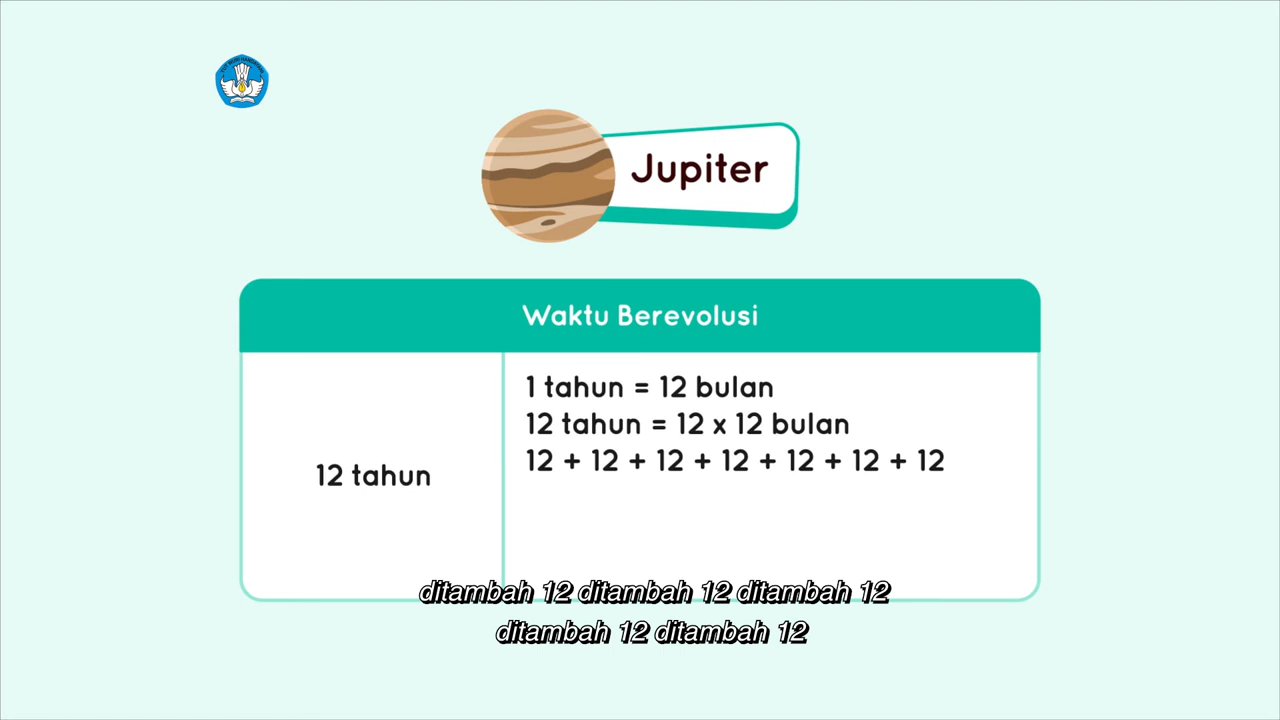 Jupiter
Waktu Berevolusi
12 tahun
1 tahun = 12 bulan
12 tahun = 12 x 12 bulan
12 + 12 + 12 + 12 + 12 + 12 + 12
ditambah 12 ditambah 12 ditambah 12
ditambah 12 ditambah 12